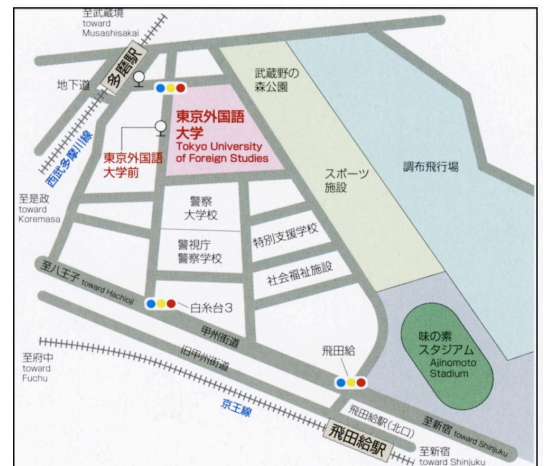 至武蔵境
toward
Musashisakai
多磨駅
地下道
西武多摩川線
東京外国語
大学
Tokyo University
of Foreign Studies
東京外国語
大学前
武蔵野の
森公園
スポーツ
施設
調布飛行場
至是政
toward
Koremasa
警察
大学校
警視庁
警察学校
特別支援学校
社会福祉施設
至八王子 toward Hachioji
白糸台3
甲州街道
旧甲州街道
飛田給
味の素
スタジアム
Ajinomoto
Stadium
至府中
toward
Fuchu
京王線
飛田給駅(北口)
飛田給駅
至新宿 toward Shinjuku
至新宿
toward Shinjuku